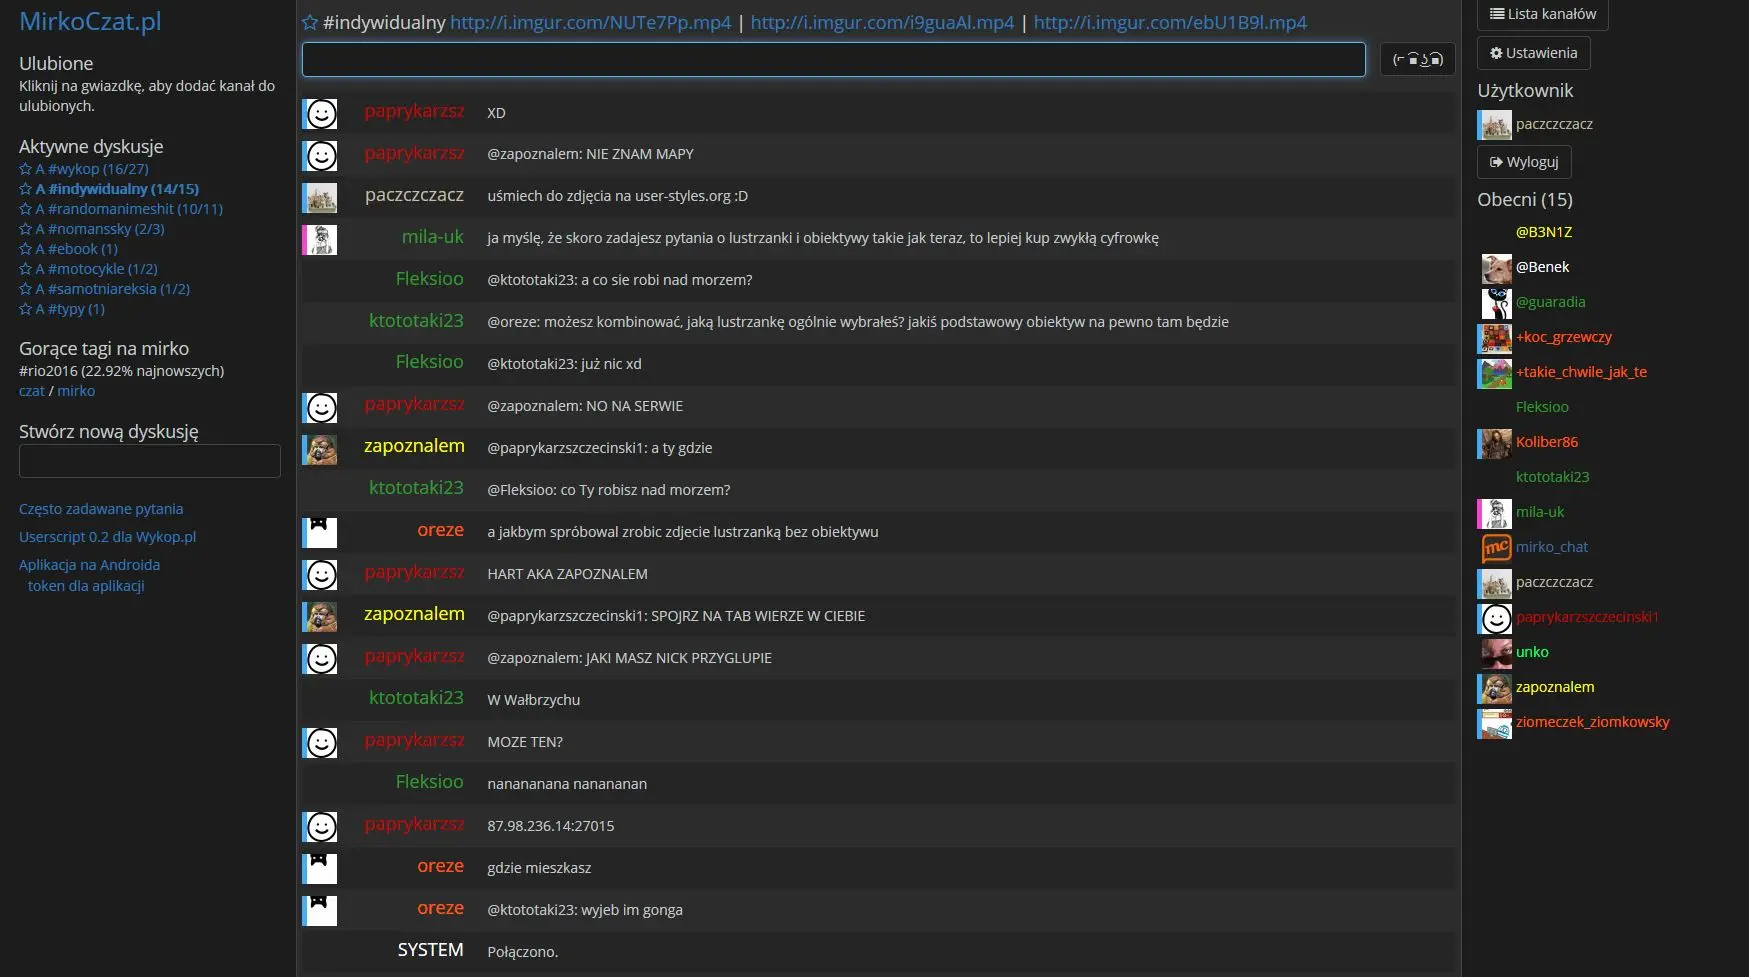 MirkoCzat.pl
Ulubione
Kliknij na gwiazdkę, aby dodać kanał do
ulubionych.
Aktywne dyskusje
A #wykop (16/27)
A #indywidualny (14/15)
A #randomanimeshit (10/11)
A #nomanssky (2/3)
A #ebook (1)
A #motocykle (1/2)
A #samotniareksia (1/2)
A #typy (1)
Gorące tagi na mirko
#rio2016 (22.92% najnowszych)
czat / mirko
Stwórz nową dyskusję
Często zadawane pytania
Userscript 0.2 dla Wykop.pl
Aplikacja na Androida
token dla aplikacji
#indywidualny http://i.imgur.com/NUTe7Pp.mp4 | http://i.imgur.com/i9guaAl.mp4 | http://i.imgur.com/ebU1B9l.mp4
paprykarzsz XD
paprykarzsz @zapoznalem: NIE ZNAM MAPY
paczczczacz uśmiech do zdjęcia na user-styles.org :D
mila-uk ja myślę, że skoro zadajesz pytania o lustrzanki i obiektywy takie jak teraz, to lepiej kup zwykłą cyfrowkę
Fleksioo @ktototaki23: a co sie robi nad morzem?
ktototaki23 @oreze: możesz kombinować, jaką lustrzankę ogólnie wybrałeś? jakiś podstawowy obiektyw na pewno tam będzie
Fleksioo @ktototaki23: już nic xd
paprykarzsz @zapoznalem: NO NA SERWIE
zapoznalem @paprykarzszczecinski1: a ty gdzie
ktototaki23 @Fleksioo: co Ty robisz nad morzem?
oreze a jakbym spróbowal zrobic zdjecie lustrzanką bez obiektywu
paprykarzsz HART AKA ZAPOZNALEM
zapoznalem @paprykarzszczecinski1: SPOJRZ NA TAB WIERZE W CIEBIE
paprykarzsz @zapoznalem: JAKI MASZ NICK PRZYGLUPIE
ktototaki23 W Wałbrzychu
paprykarzsz MOZE TEN?
Fleksioo nanananana nanananan
paprykarzsz 87.98.236.14:27015
oreze gdzie mieszkasz
oreze @ktototaki23: wyjeb im gonga
SYSTEM Połączono.
Lista kanałów
Ustawienia
Użytkownik
paczczczacz
Wyloguj
Obecni (15)
@B3N1Z
@Benek
@guaradia
+koc_grzewczy
+takie_chwile_jak_te
Fleksioo
Koliber86
ktototaki23
mila-uk
mirko_chat
paczczczacz
paprykarzszczecinski1
unko
zapoznalem
ziomeczek_ziomkowsky